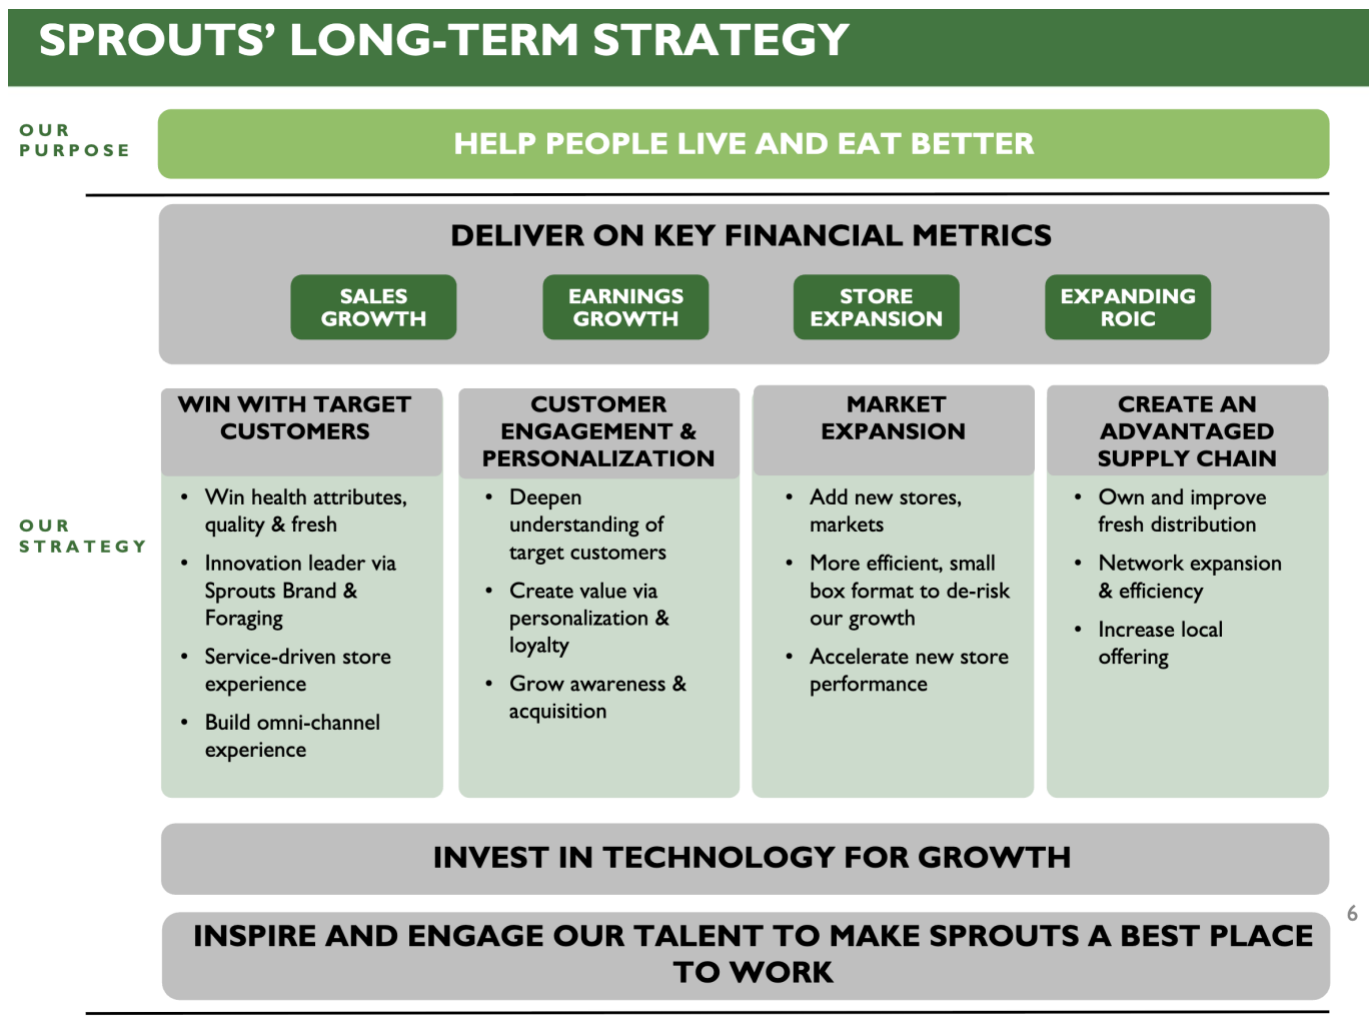 SPROUTS’ LONG-TERM STRATEGY
OUR
PURPOSE
HELP PEOPLE LIVE AND EAT BETTER
DELIVER ON KEY FINANCIAL METRICS
SALES
GROWTH
EARNINGS
GROWTH
STORE
EXPANSION
EXPANDING
ROIC
OUR
STRATEGY
WIN WITH TARGET
CUSTOMERS
• Win health attributes,
quality & fresh
• Innovation leader via
Sprouts Brand &
Foraging
• Service-driven store
experience
• Build omni-channel
experience
CUSTOMER
ENGAGEMENT &
PERSONALIZATION
• Deepen
understanding of
target customers
• Create value via
personalization &
loyalty
• Grow awareness &
acquisition
MARKET
EXPANSION
• Add new stores,
markets
• More efficient, small
box format to de-risk
our growth
• Accelerate new store
performance
CREATE AN
ADVANTAGED
SUPPLY CHAIN
• Own and improve
fresh distribution
• Network expansion
& efficiency
• Increase local
offering
INVEST IN TECHNOLOGY FOR GROWTH
INSPIRE AND ENGAGE OUR TALENT TO MAKE SPROUTS A BEST PLACE
TO WORK
6